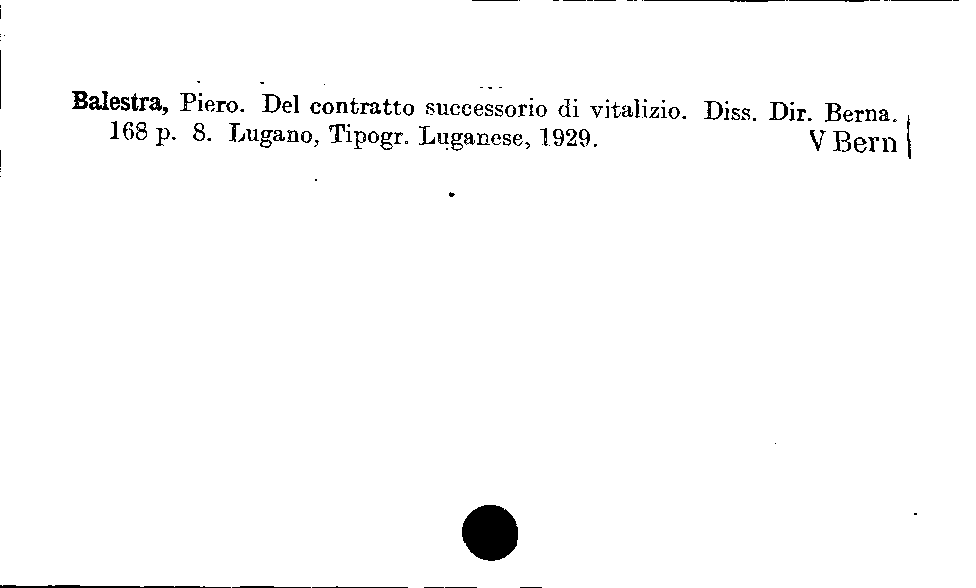 Balestra, Piero. Del contratto successorio di vitalizio. Diss. Dir. Berna.
168 p. 8. Lugano, Tipogr. Luganese, 1929. V Bern